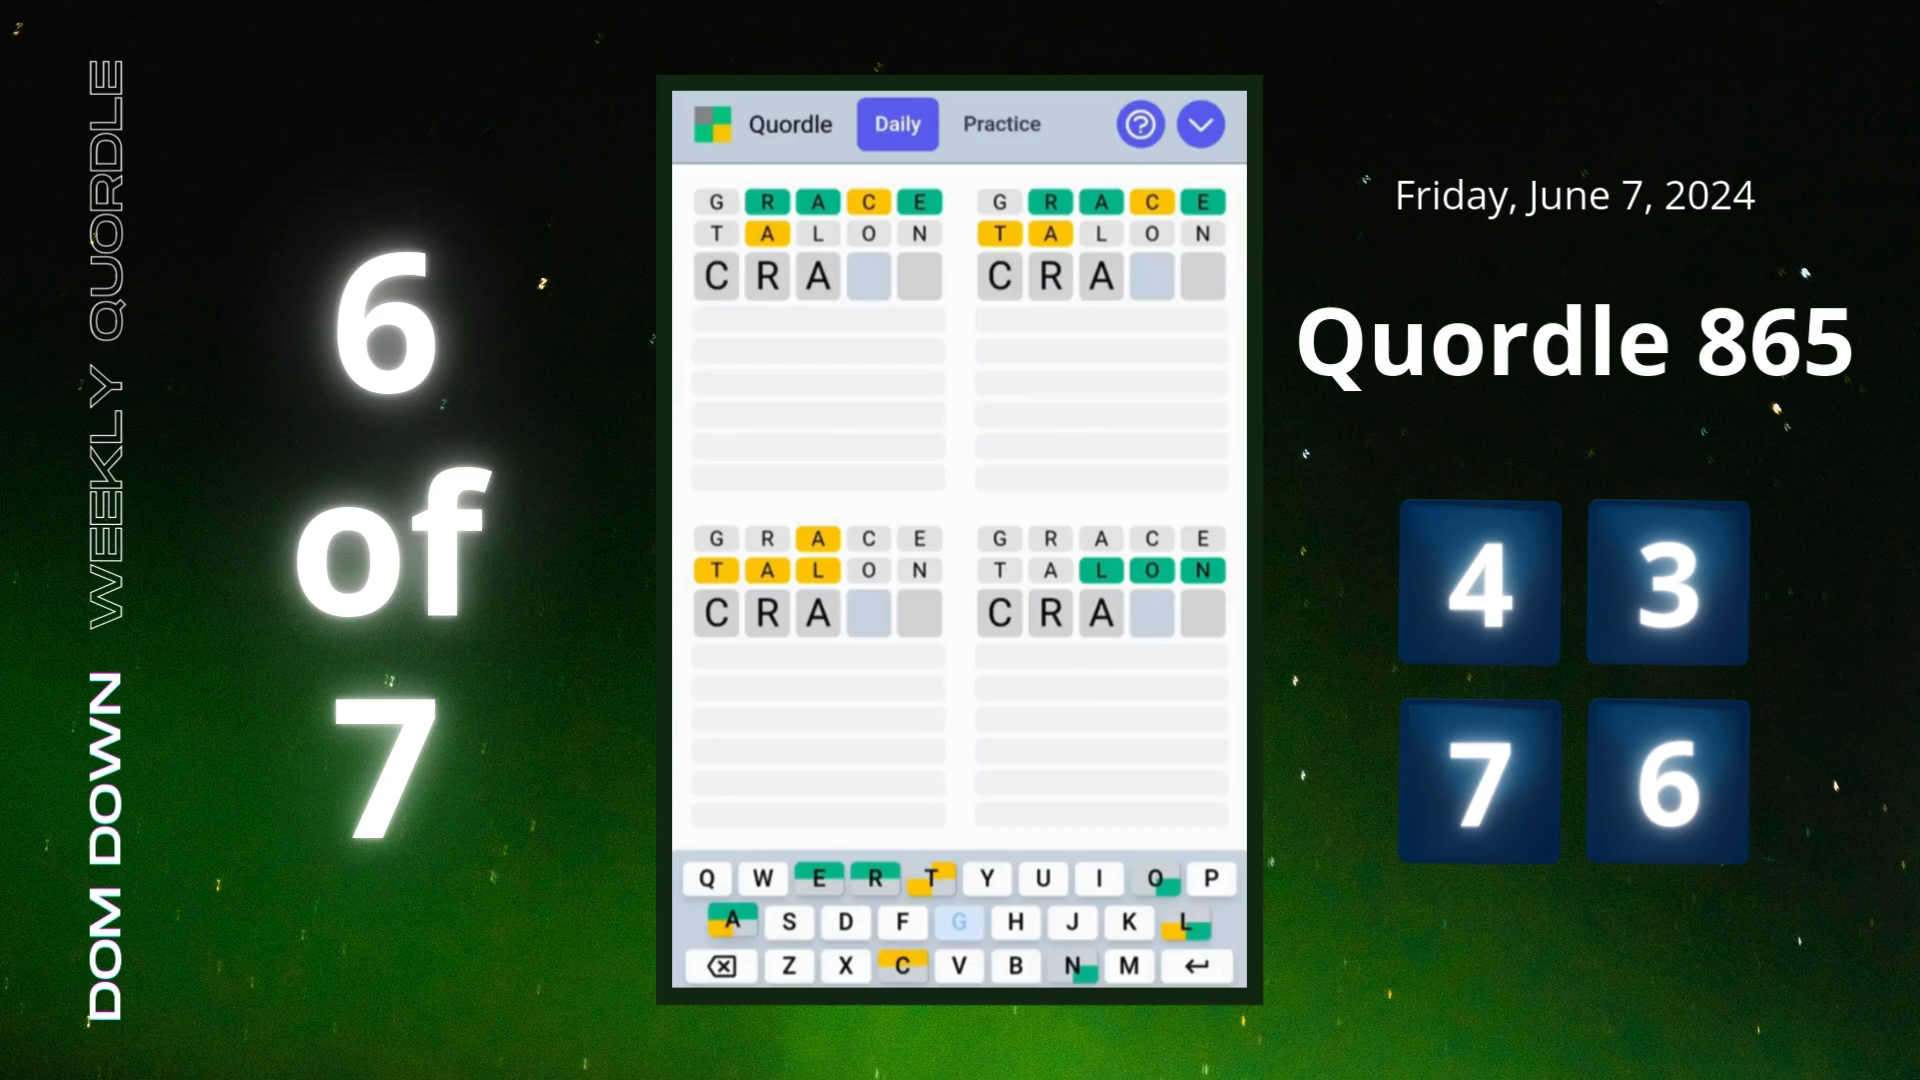 DOM DOWN WEEKLY QUORDLE
6
of
7
Quordle Daily Practice ?
G R A C E G R A C E
T A L O N T A L O N
C R A C R A
G R A C E G R A C E
T A L O N T A L O N
C R A C R A
Q W E R T Y U I O P
A S D F G H J K L
Z X C V B N M
Friday, June 7, 2024
Quordle 865
4 3
7 6